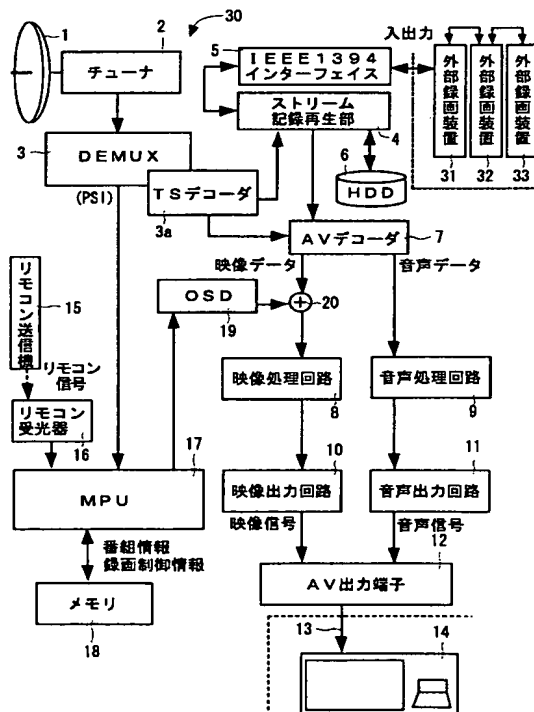 30
1
2
チューナ
5
IEEE1394
インターフェイス
入出力
外部録画装置
外部録画装置
外部録画装置
31
32
33
ストリーム
記録再生部
4
3
DEMUX
(PSI)
TSデコーダ
3a
6
HDD
AVデコーダ
7
映像データ
音声データ
リモコン送信機
15
OSD
19
20
リモコン
信号
リモコン
受光器
16
映像処理回路
8
音声処理回路
9
17
MPU
10
映像出力回路
映像信号
11
音声出力回路
音声信号
番組情報
録画制御情報
12
AV出力端子
メモリ
18
13
14